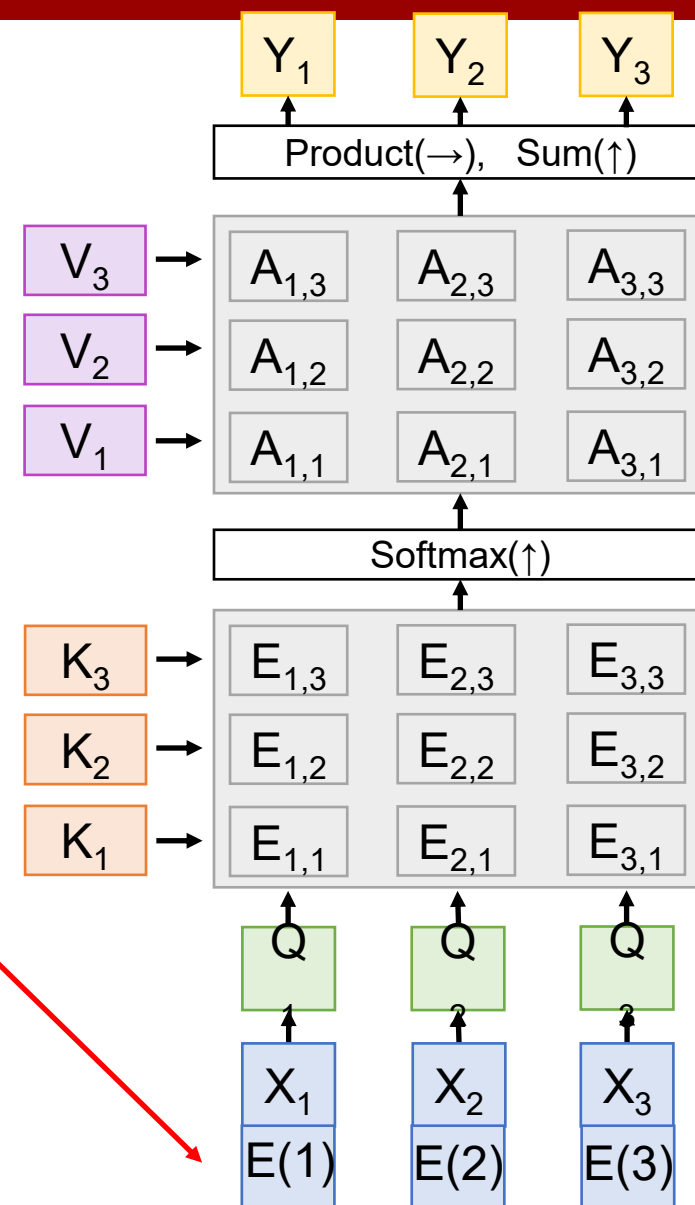 Y1 Y2 Y3
Product(→), Sum(↑)
V3 A1,3 A2,3 A3,3
V2 A1,2 A2,2 A3,2
V1 A1,1 A2,1 A3,1
Softmax(↑)
K3 E1,3 E2,3 E3,3
K2 E1,2 E2,2 E3,2
K1 E1,1 E2,1 E3,1
Q Q Q
X1 X2 X3
E(1) E(2) E(3)